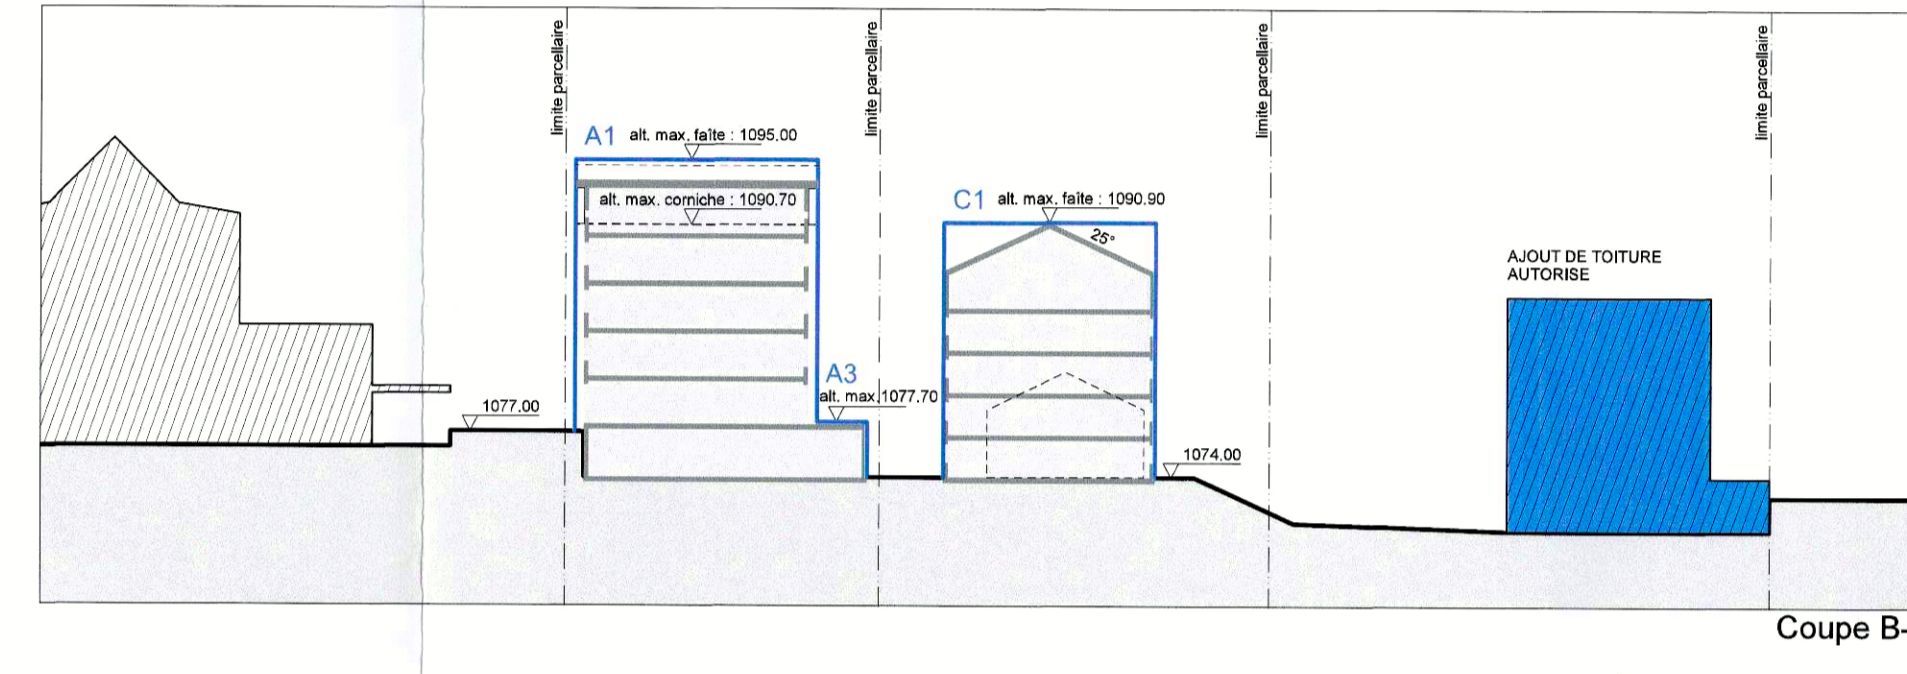 limite parcellaire
limite parcellaire
limite parcellaire
limite parcellaire
A1 alt. max. faîte : 1095.00
alt. max. corniche : 1090.70
C1 alt. max. faîte : 1090.90
25°
AJOUT DE TOITURE
AUTORISE
A3
alt. max.1077.70
1077.00
1074.00
Coupe B-